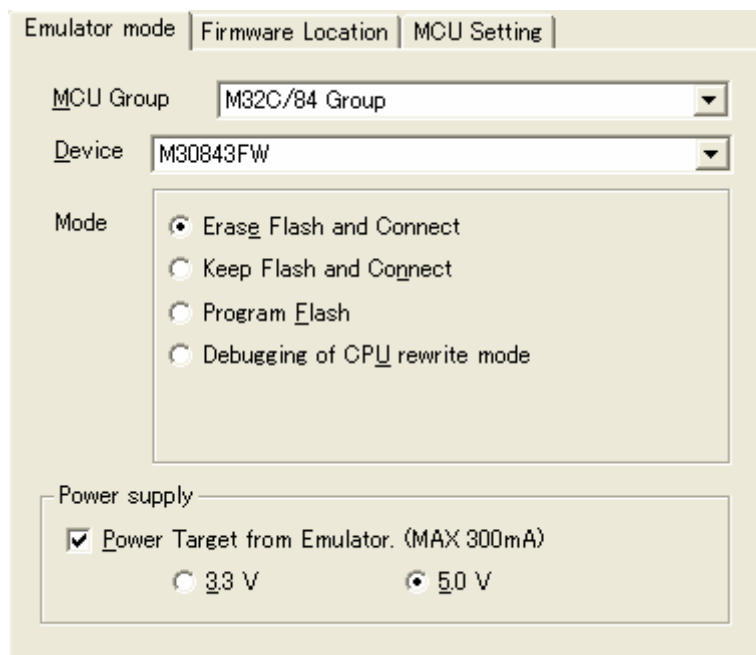 Emulator mode Firmware Location MCU Setting
MCU Group M32C/84 Group
Device M30843FW
Mode
Erase Flash and Connect
Keep Flash and Connect
Program Flash
Debugging of CPU rewrite mode
Power supply
Power Target from Emulator. (MAX 300mA)
3.3 V 5.0 V